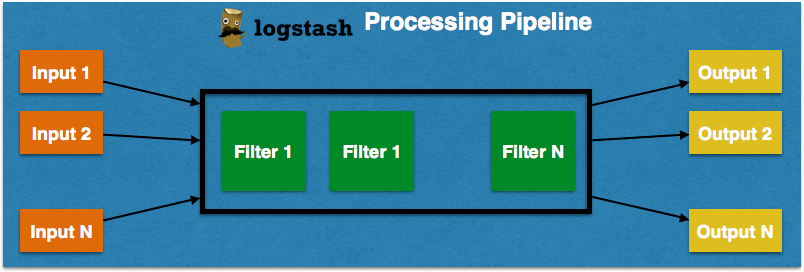 logstash Processing Pipeline
Input 1
Input 2
Input N
Filter 1
Filter 1
Filter N
Output 1
Output 2
Output N